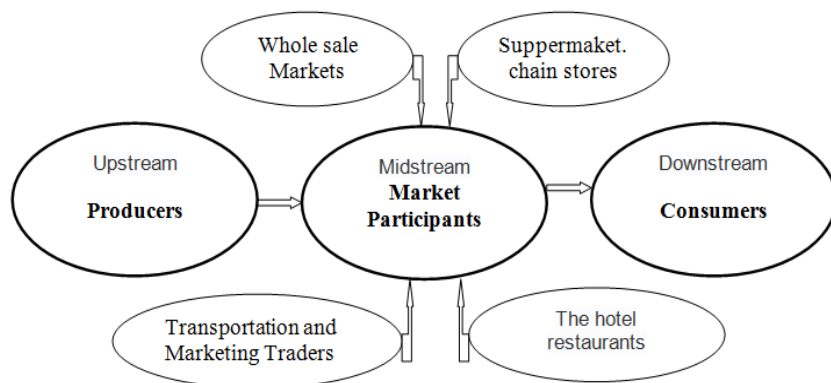 Whole sale
Markets
Suppermaket.
chain stores
Upstream
Producers
Midstream
Market
Participants
Downstream
Consumers
Transportation and
Marketing Traders
The hotel
restaurants